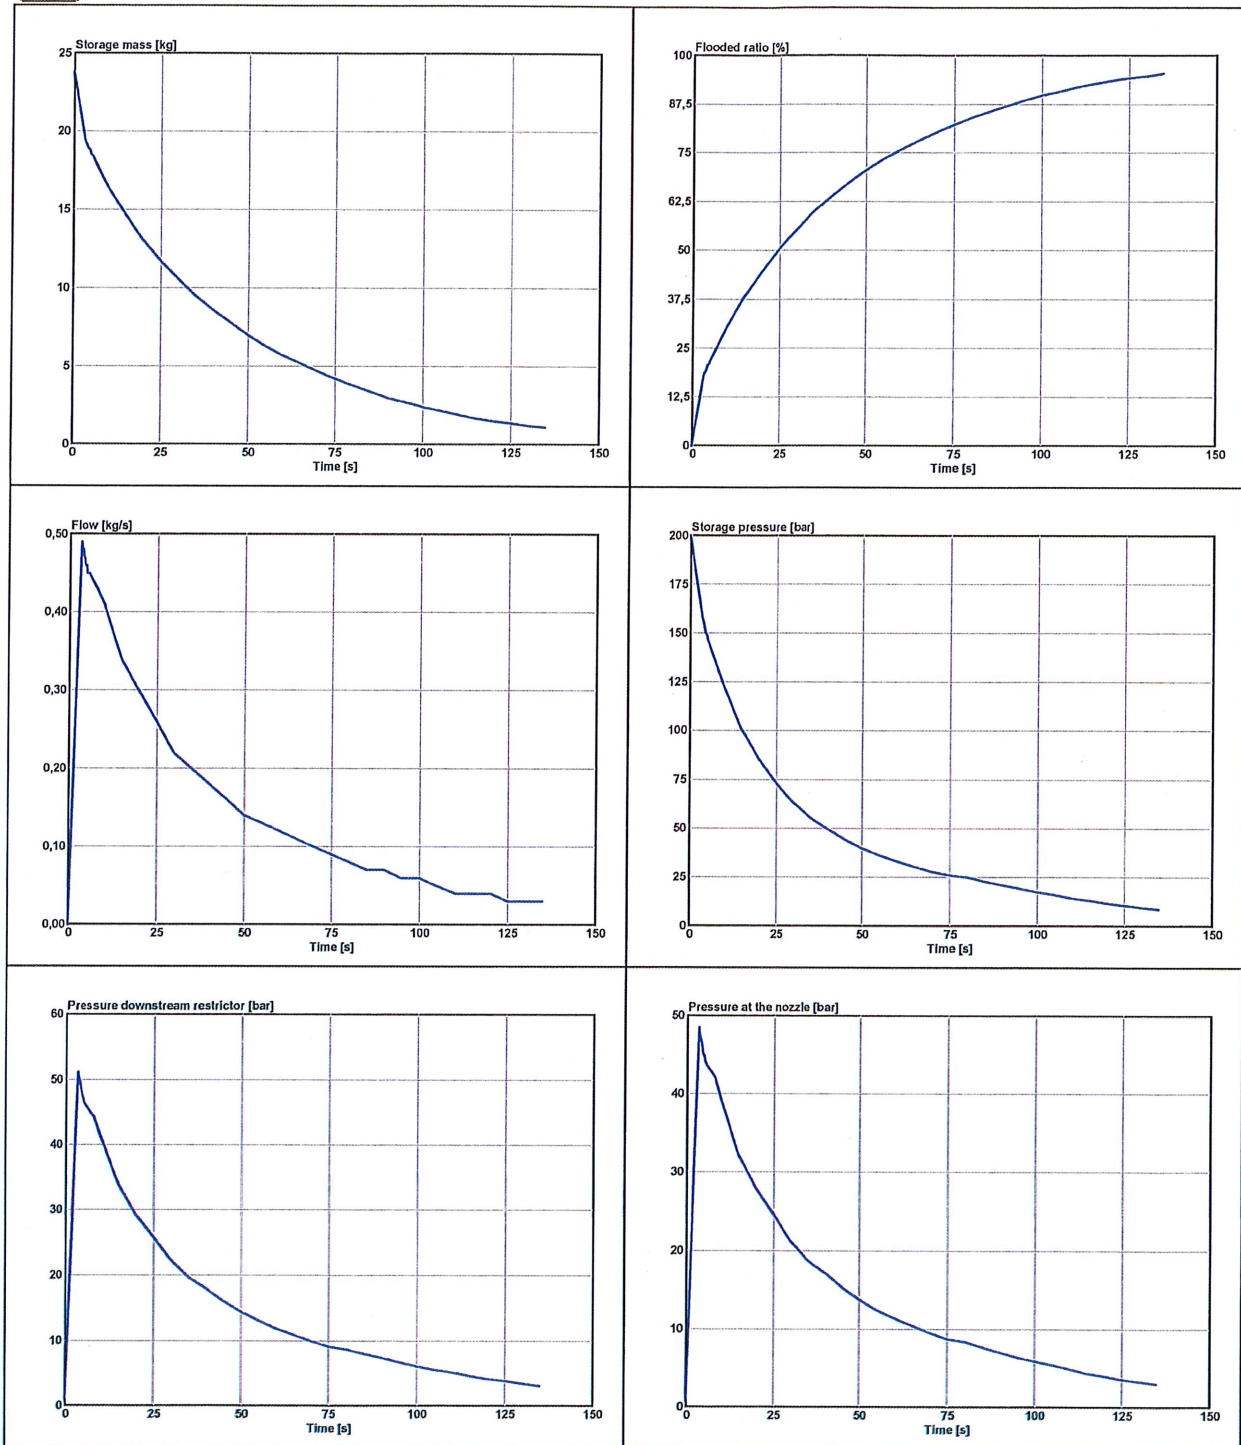 Storage mass [kg]
25
20
15
10
5
0
0 25 50 75 100 125 150
Time [s]
Flooded ratio [%]
100
87,5
75
62,5
50
37,5
25
12,5
0
0 25 50 75 100 125 150
Time [s]
Flow [kg/s]
0,50
0,40
0,30
0,20
0,10
0,00
0 25 50 75 100 125 150
Time [s]
Storage pressure [bar]
200
175
150
125
100
75
50
25
0
0 25 50 75 100 125 150
Time [s]
Pressure downstream restrictor [bar]
60
50
40
30
20
10
0
0 25 50 75 100 125 150
Time [s]
Pressure at the nozzle [bar]
50
40
30
20
10
0
0 25 50 75 100 125 150
Time [s]